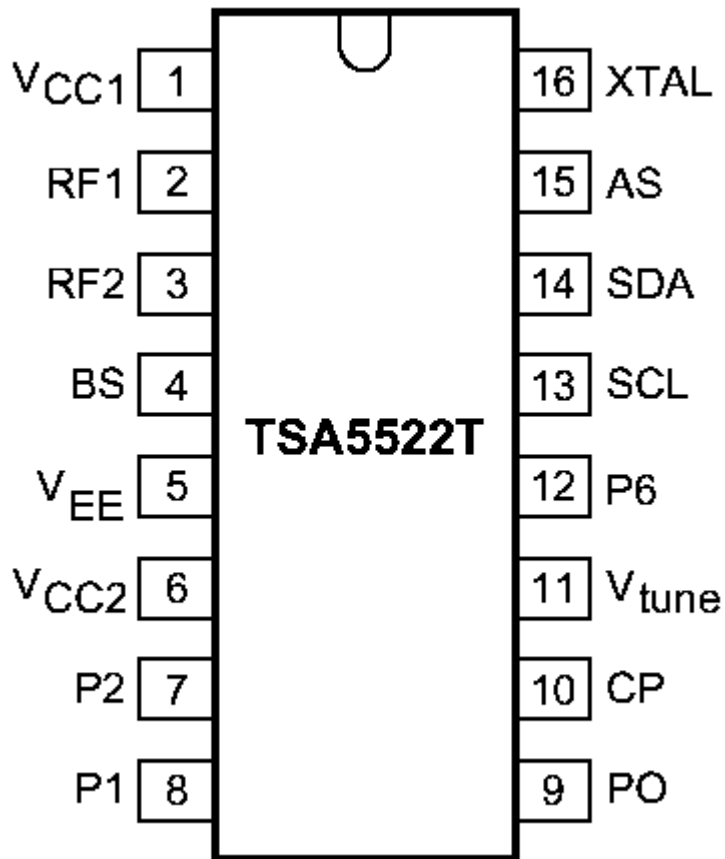 VCC1 1 16 XTAL
RF1 2 15 AS
RF2 3 14 SDA
BS 4 13 SCL
TSA5522T
VEE 5 12 P6
VCC2 6 11 Vtune
P2 7 10 CP
P1 8 9 PO